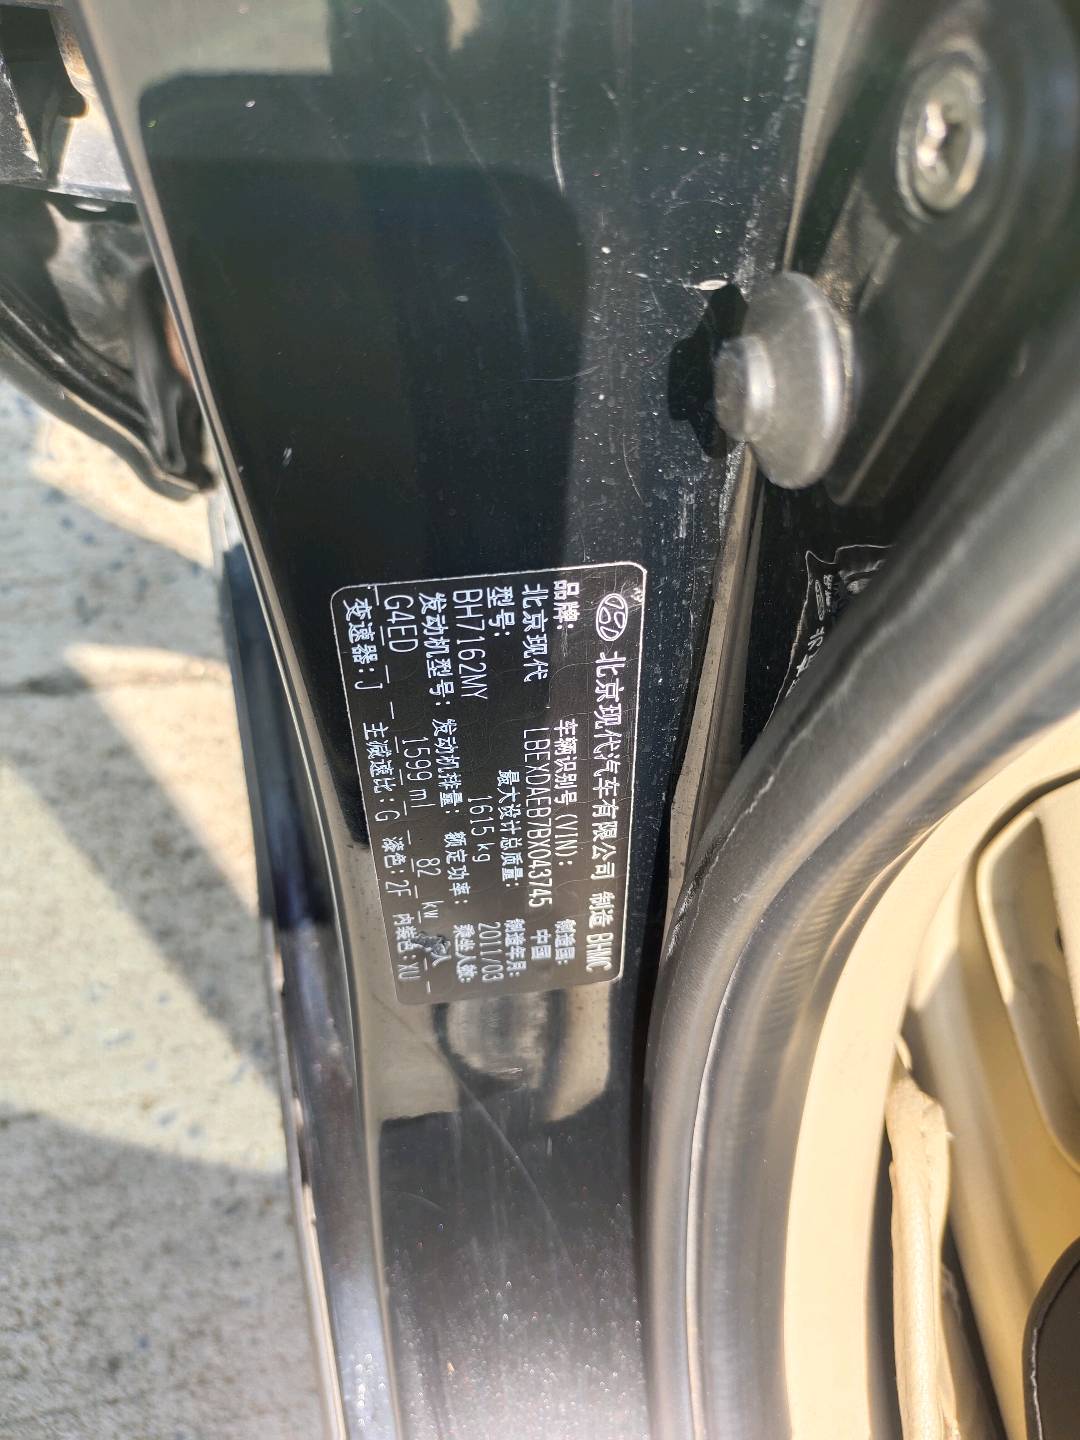 北京现代汽车有限公司 制造 BHMC
品牌: 车辆识别号(VIN): 制造国:
北京现代 LBEXDAEB7BX043745 中国
型号: 最大设计总质量: 制造年月:
BH7162MY 1615 kg 2011/03
发动机型号: 发动机排量: 额定功率: 乘坐人数:
G4ED 1599 ml 82 kw 人
变速器: J 主减速比: G 漆色: 2F 内装色: XU